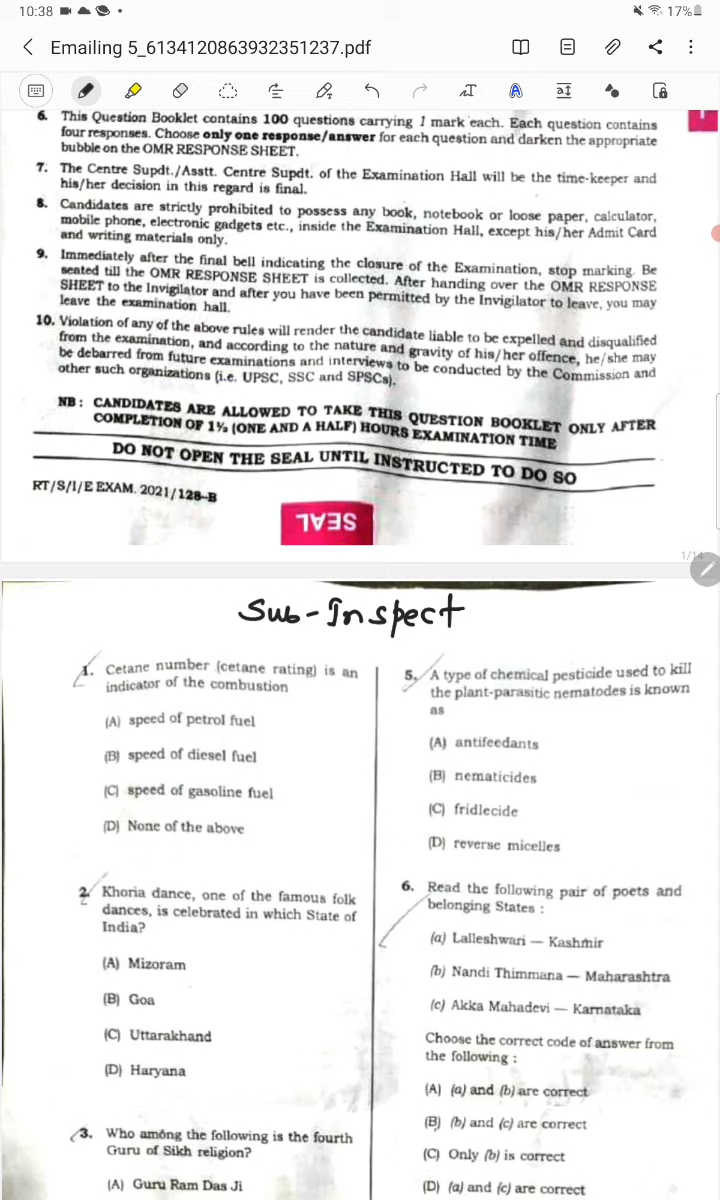 10:38
17%
Emailing 5_6134120863932351237.pdf
6. This Question Booklet contains 100 questions carrying 1 mark each. Each question contains
four responses. Choose only one response/answer for each question and darken the appropriate
bubble on the OMR RESPONSE SHEET.
7. The Centre Supdt./Asstt. Centre Supdt. of the Examination Hall will be the time-keeper and
his/her decision in this regard is final.
8. Candidates are strictly prohibited to possess any book, notebook or loose paper, calculator,
mobile phone, electronic gadgets etc., inside the Examination Hall, except his/her Admit Card
and writing materials only.
9. Immediately after the final bell indicating the closure of the Examination, stop marking. Be
seated till the OMR RESPONSE SHEET is collected. After handing over the OMR RESPONSE
SHEET to the Invigilator and after you have been permitted by the Invigilator to leave, you may
leave the examination hall.
10. Violation of any of the above rules will render the candidate liable to be expelled and disqualified
from the examination, and according to the nature and gravity of his/her offence, he/she may
be debarred from future examinations and interviews to be conducted by the Commission and
other such organizations (i.e. UPSC, SSC and SPSCs).
NB : CANDIDATES ARE ALLOWED TO TAKE THIS QUESTION BOOKLET ONLY AFTER
COMPLETION OF 1½ (ONE AND A HALF) HOURS EXAMINATION TIME
DO NOT OPEN THE SEAL UNTIL INSTRUCTED TO DO SO
RT/S/I/E EXAM. 2021/128-B
SEAL
1/14
Sub-Inspect
1. Cetane number (cetane rating) is an
indicator of the combustion
(A) speed of petrol fuel
(B) speed of diesel fuel
(C) speed of gasoline fuel
(D) None of the above
2. Khoria dance, one of the famous folk
dances, is celebrated in which State of
India?
(A) Mizoram
(B) Goa
(C) Uttarakhand
(D) Haryana
3. Who among the following is the fourth
Guru of Sikh religion?
(A) Guru Ram Das Ji
5. A type of chemical pesticide used to kill
the plant-parasitic nematodes is known
as
(A) antifeedants
(B) nematicides
(C) fridlecide
(D) reverse micelles
6. Read the following pair of poets and
belonging States :
(a) Lalleshwari — Kashmir
(b) Nandi Thimmana — Maharashtra
(c) Akka Mahadevi — Karnataka
Choose the correct code of answer from
the following :
(A) (a) and (b) are correct
(B) (b) and (c) are correct
(C) Only (b) is correct
(D) (a) and (c) are correct